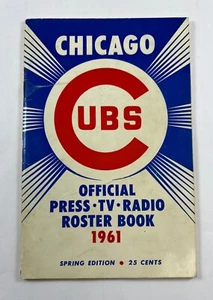 CHICAGO
CUBS
OFFICIAL
PRESS·TV·RADIO
ROSTER BOOK
1961
SPRING EDITION • 25 CENTS